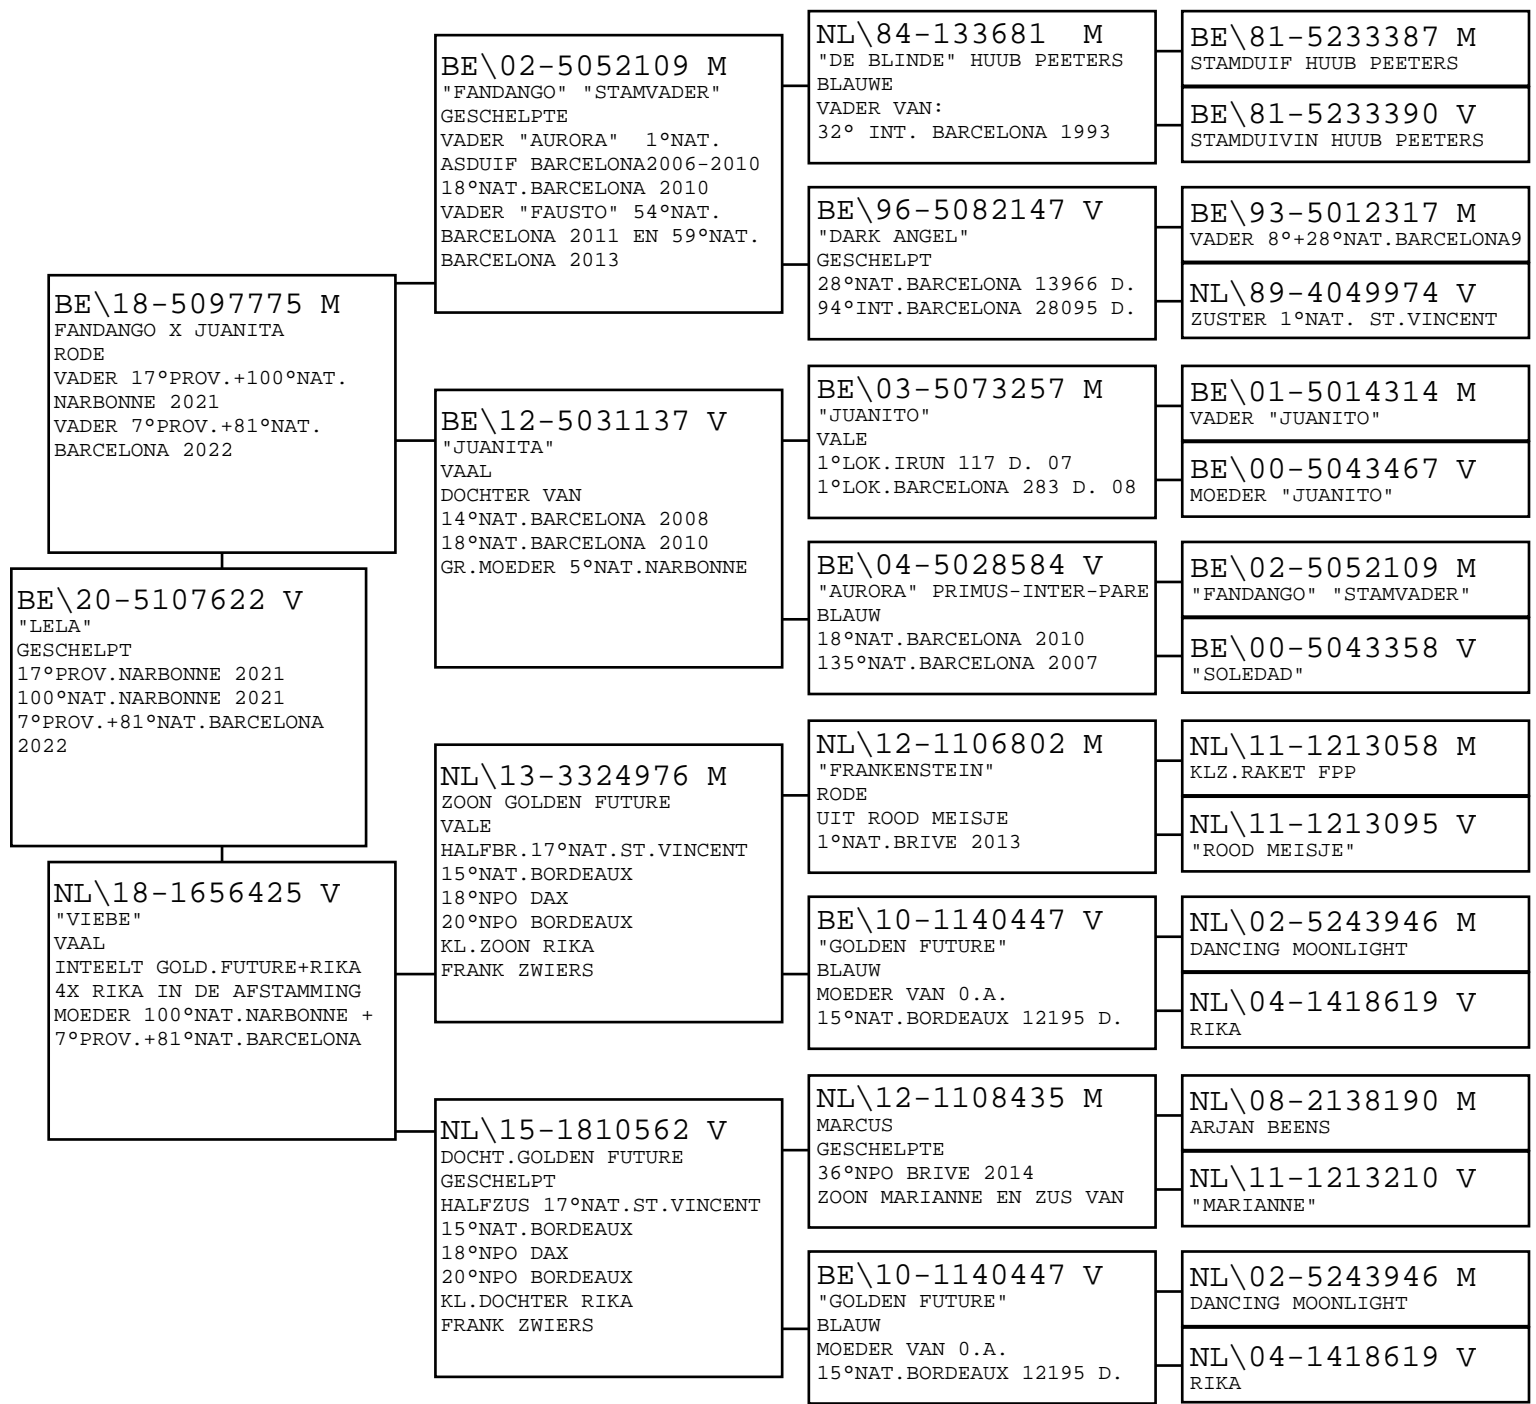 BE\20-5107622 V
"LELA"
GESCHELPT
17°PROV.NARBONNE 2021
100°NAT.NARBONNE 2021
7°PROV.+81°NAT.BARCELONA
2022
BE\18-5097775 M
FANDANGO X JUANITA
RODE
VADER 17°PROV.+100°NAT.
NARBONNE 2021
VADER 7°PROV.+81°NAT.
BARCELONA 2022
NL\18-1656425 V
"VIEBE"
VAAL
INTEELT GOLD.FUTURE+RIKA
4X RIKA IN DE AFSTAMMING
MOEDER 100°NAT.NARBONNE +
7°PROV.+81°NAT.BARCELONA
BE\02-5052109 M
"FANDANGO" "STAMVADER"
GESCHELPTE
VADER "AURORA"  1°NAT.
ASDUIF BARCELONA2006-2010
18°NAT.BARCELONA 2010
VADER "FAUSTO" 54°NAT.
BARCELONA 2011 EN 59°NAT.
BARCELONA 2013
BE\12-5031137 V
"JUANITA"
VAAL
DOCHTER VAN
14°NAT.BARCELONA 2008
18°NAT.BARCELONA 2010
GR.MOEDER 5°NAT.NARBONNE
NL\13-3324976 M
ZOON GOLDEN FUTURE
VALE
HALFBR.17°NAT.ST.VINCENT
15°NAT.BORDEAUX
18°NPO DAX
20°NPO BORDEAUX
KL.ZOON RIKA
FRANK ZWIERS
NL\15-1810562 V
DOCHT.GOLDEN FUTURE
GESCHELPT
HALFZUS 17°NAT.ST.VINCENT
15°NAT.BORDEAUX
18°NPO DAX
20°NPO BORDEAUX
KL.DOCHTER RIKA
FRANK ZWIERS
NL\84-133681  M
"DE BLINDE" HUUB PEETERS
BLAUWE
VADER VAN:
32° INT. BARCELONA 1993
BE\96-5082147 V
"DARK ANGEL"
GESCHELPT
28°NAT.BARCELONA 13966 D.
94°INT.BARCELONA 28095 D.
BE\03-5073257 M
"JUANITO"
VALE
1°LOK.IRUN 117 D. 07
1°LOK.BARCELONA 283 D. 08
BE\04-5028584 V
"AURORA" PRIMUS-INTER-PARE
BLAUW
18°NAT.BARCELONA 2010
135°NAT.BARCELONA 2007
NL\12-1106802 M
"FRANKENSTEIN"
RODE
UIT ROOD MEISJE
1°NAT.BRIVE 2013
BE\10-1140447 V
"GOLDEN FUTURE"
BLAUW
MOEDER VAN O.A.
15°NAT.BORDEAUX 12195 D.
NL\12-1108435 M
MARCUS
GESCHELPTE
36°NPO BRIVE 2014
ZOON MARIANNE EN ZUS VAN
BE\10-1140447 V
"GOLDEN FUTURE"
BLAUW
MOEDER VAN O.A.
15°NAT.BORDEAUX 12195 D.
BE\81-5233387 M
STAMDUIF HUUB PEETERS
BE\81-5233390 V
STAMDUIVIN HUUB PEETERS
BE\93-5012317 M
VADER 8°+28°NAT.BARCELONA9
NL\89-4049974 V
ZUSTER 1°NAT. ST.VINCENT
BE\01-5014314 M
VADER "JUANITO"
BE\00-5043467 V
MOEDER "JUANITO"
BE\02-5052109 M
"FANDANGO" "STAMVADER"
BE\00-5043358 V
"SOLEDAD"
NL\11-1213058 M
KLZ.RAKET FPP
NL\11-1213095 V
"ROOD MEISJE"
NL\02-5243946 M
DANCING MOONLIGHT
NL\04-1418619 V
RIKA
NL\08-2138190 M
ARJAN BEENS
NL\11-1213210 V
"MARIANNE"
NL\02-5243946 M
DANCING MOONLIGHT
NL\04-1418619 V
RIKA